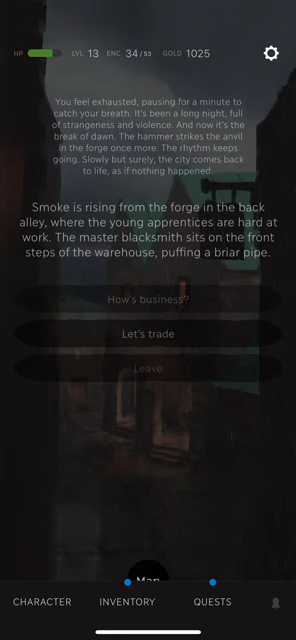 HP LVL 13 ENC 34/53 GOLD 1025
You feel exhausted, pausing for a minute to
catch your breath. It's been a long night, full
of strangeness and violence. And now it's the
break of dawn. The hammer strikes the anvil
in the forge once more. The rhythm keeps
going. Slowly but surely, the city comes back
to life, as if nothing happened.
Smoke is rising from the forge in the back
alley, where the young apprentices are hard at
work. The master blacksmith sits on the front
steps of the warehouse, puffing a briar pipe.
How's business?
Let's trade
Leave
Map
CHARACTER INVENTORY QUESTS